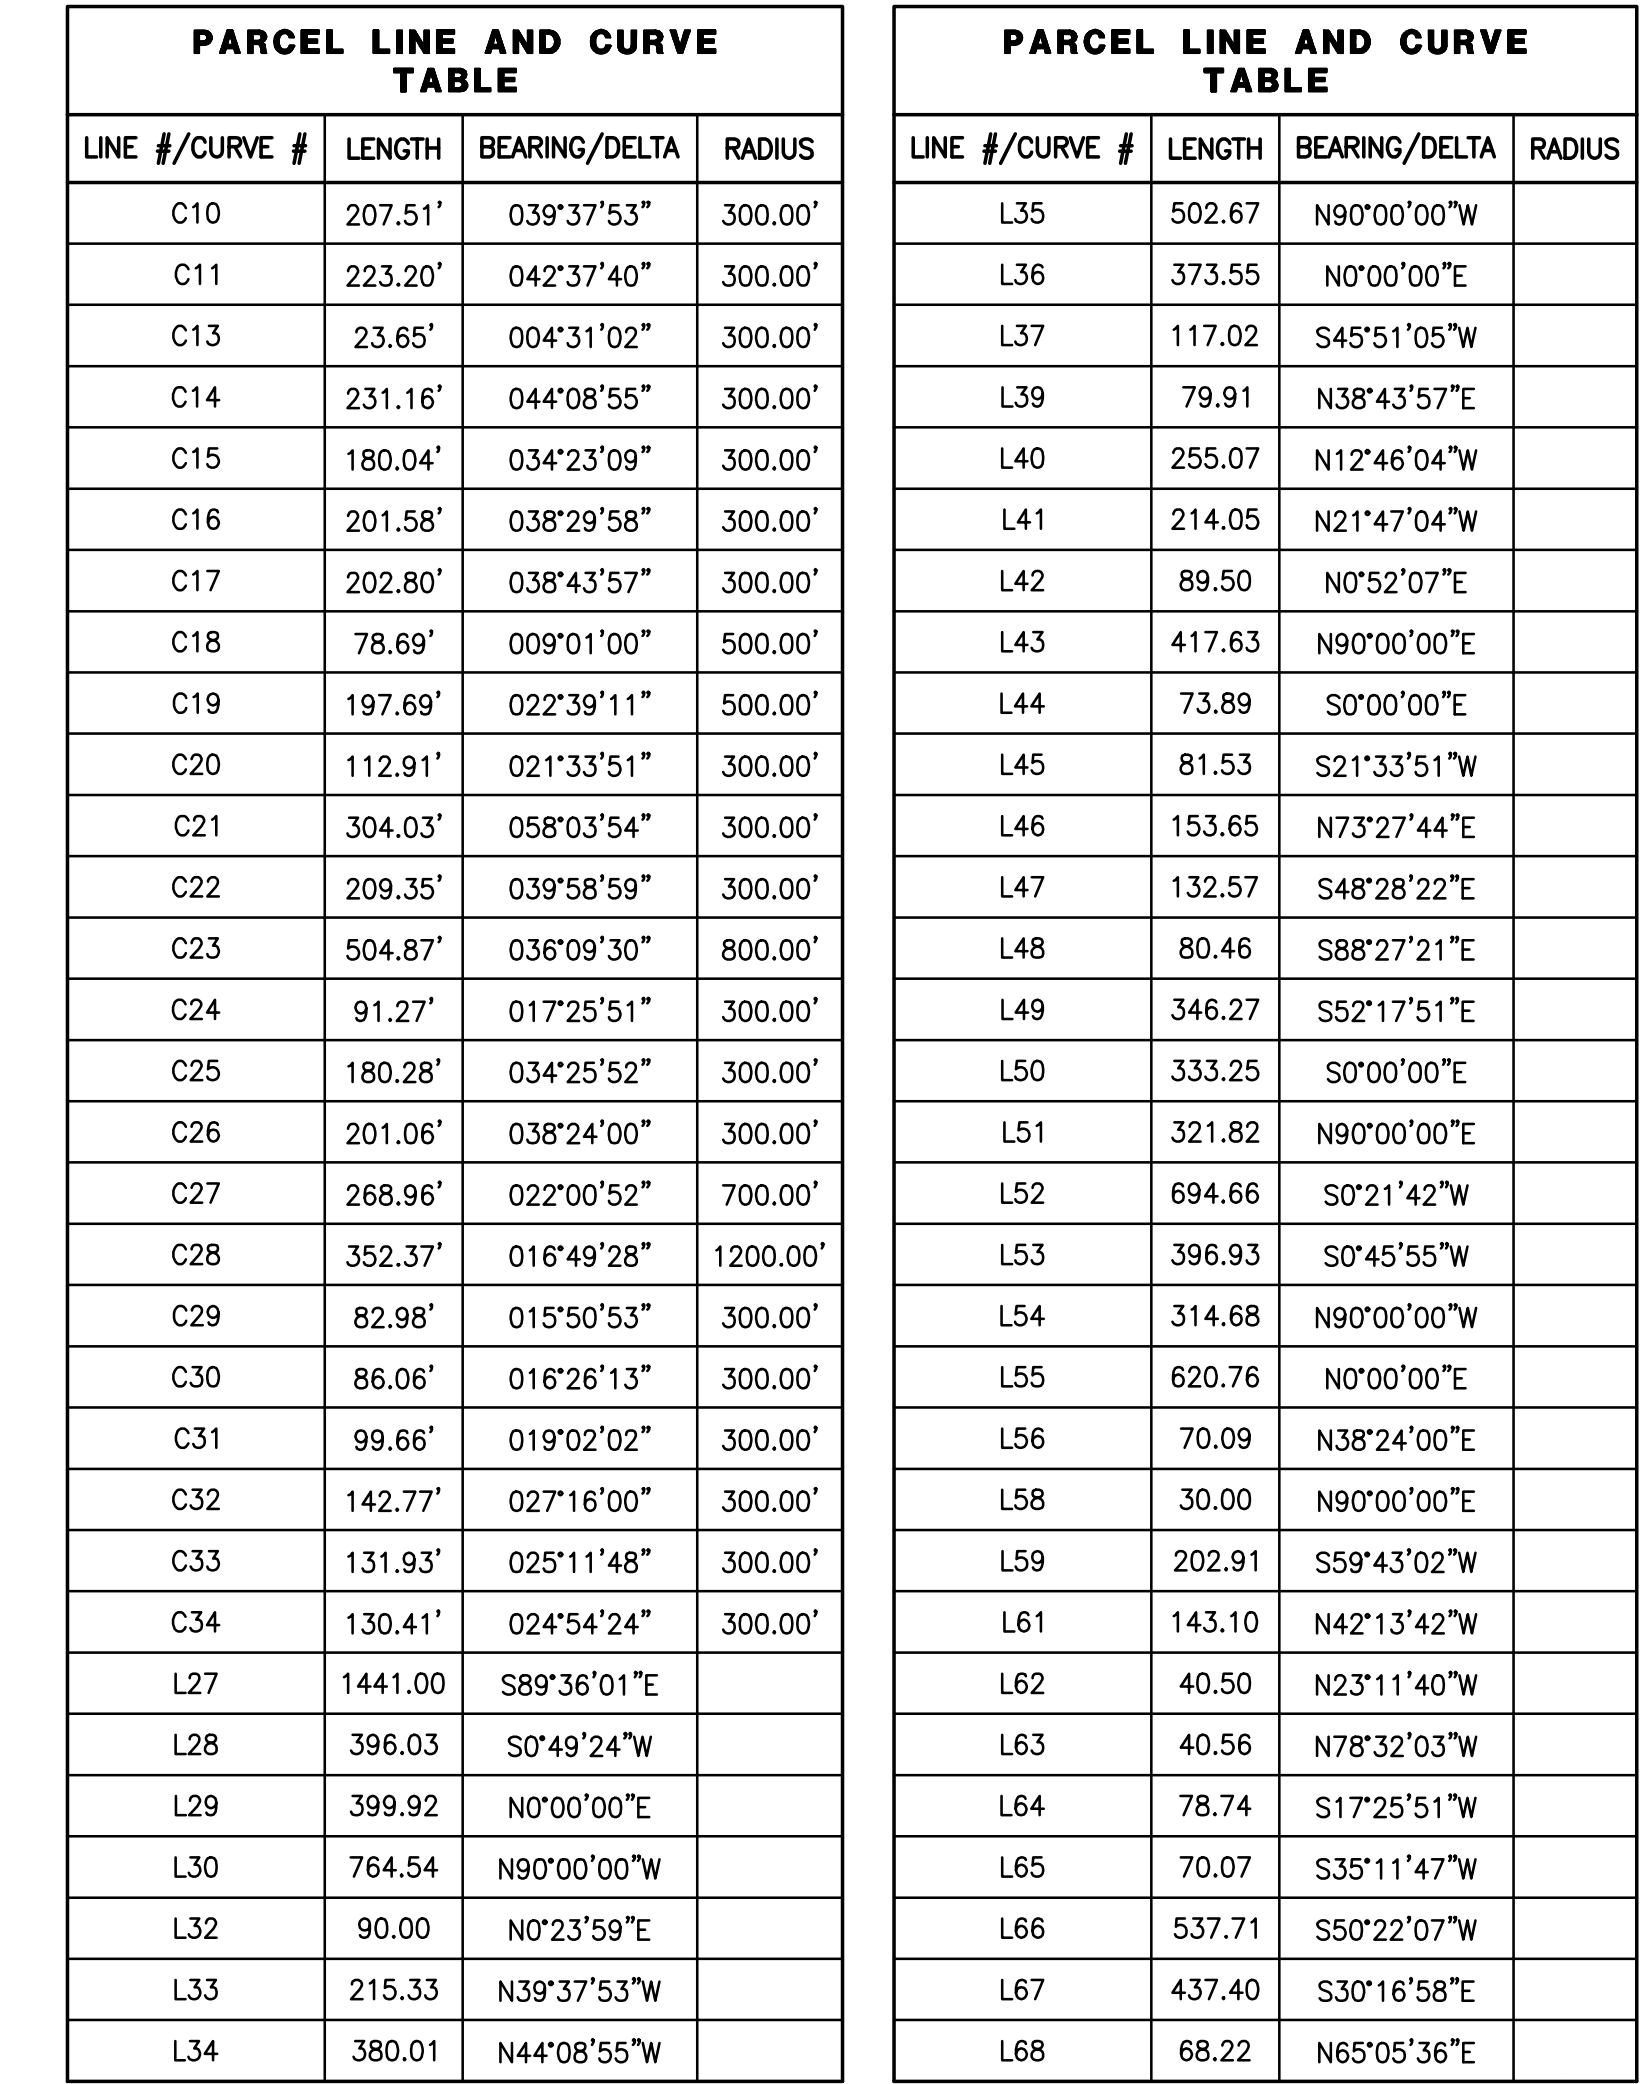 PARCEL LINE AND CURVE
TABLE
LINE #/CURVE # LENGTH BEARING/DELTA RADIUS
C10 207.51' 039°37'53" 300.00'
C11 223.20' 042°37'40" 300.00'
C13 23.65' 004°31'02" 300.00'
C14 231.16' 044°08'55" 300.00'
C15 180.04' 034°23'09" 300.00'
C16 201.58' 038°29'58" 300.00'
C17 202.80' 038°43'57" 300.00'
C18 78.69' 009°01'00" 500.00'
C19 197.69' 022°39'11" 500.00'
C20 112.91' 021°33'51" 300.00'
C21 304.03' 058°03'54" 300.00'
C22 209.35' 039°58'59" 300.00'
C23 504.87' 036°09'30" 800.00'
C24 91.27' 017°25'51" 300.00'
C25 180.28' 034°25'52" 300.00'
C26 201.06' 038°24'00" 300.00'
C27 268.96' 022°00'52" 700.00'
C28 352.37' 016°49'28" 1200.00'
C29 82.98' 015°50'53" 300.00'
C30 86.06' 016°26'13" 300.00'
C31 99.66' 019°02'02" 300.00'
C32 142.77' 027°16'00" 300.00'
C33 131.93' 025°11'48" 300.00'
C34 130.41' 024°54'24" 300.00'
L27 1441.00 S89°36'01"E
L28 396.03 S0°49'24"W
L29 399.92 N0°00'00"E
L30 764.54 N90°00'00"W
L32 90.00 N0°23'59"E
L33 215.33 N39°37'53"W
L34 380.01 N44°08'55"W
PARCEL LINE AND CURVE
TABLE
LINE #/CURVE # LENGTH BEARING/DELTA RADIUS
L35 502.67 N90°00'00"W
L36 373.55 N0°00'00"E
L37 117.02 S45°51'05"W
L39 79.91 N38°43'57"E
L40 255.07 N12°46'04"W
L41 214.05 N21°47'04"W
L42 89.50 N0°52'07"E
L43 417.63 N90°00'00"E
L44 73.89 S0°00'00"E
L45 81.53 S21°33'51"W
L46 153.65 N73°27'44"E
L47 132.57 S48°28'22"E
L48 80.46 S88°27'21"E
L49 346.27 S52°17'51"E
L50 333.25 S0°00'00"E
L51 321.82 N90°00'00"E
L52 694.66 S0°21'42"W
L53 396.93 S0°45'55"W
L54 314.68 N90°00'00"W
L55 620.76 N0°00'00"E
L56 70.09 N38°24'00"E
L58 30.00 N90°00'00"E
L59 202.91 S59°43'02"W
L61 143.10 N42°13'42"W
L62 40.50 N23°11'40"W
L63 40.56 N78°32'03"W
L64 78.74 S17°25'51"W
L65 70.07 S35°11'47"W
L66 537.71 S50°22'07"W
L67 437.40 S30°16'58"E
L68 68.22 N65°05'36"E